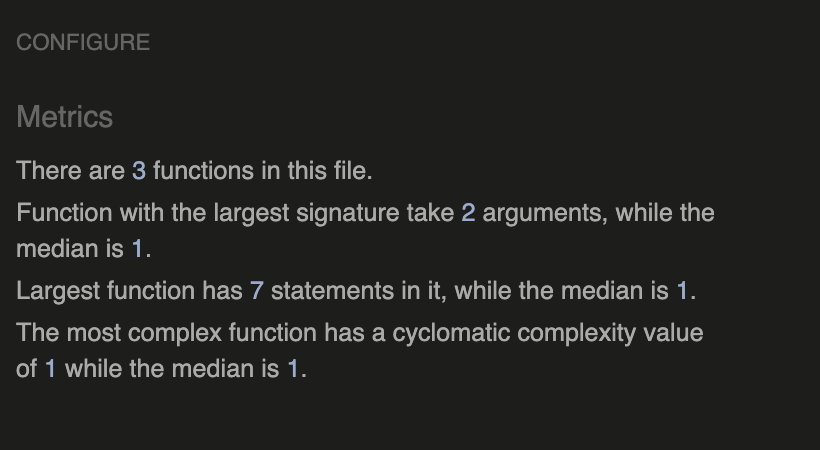 CONFIGURE
Metrics
There are 3 functions in this file.
Function with the largest signature take 2 arguments, while the
median is 1.
Largest function has 7 statements in it, while the median is 1.
The most complex function has a cyclomatic complexity value
of 1 while the median is 1.